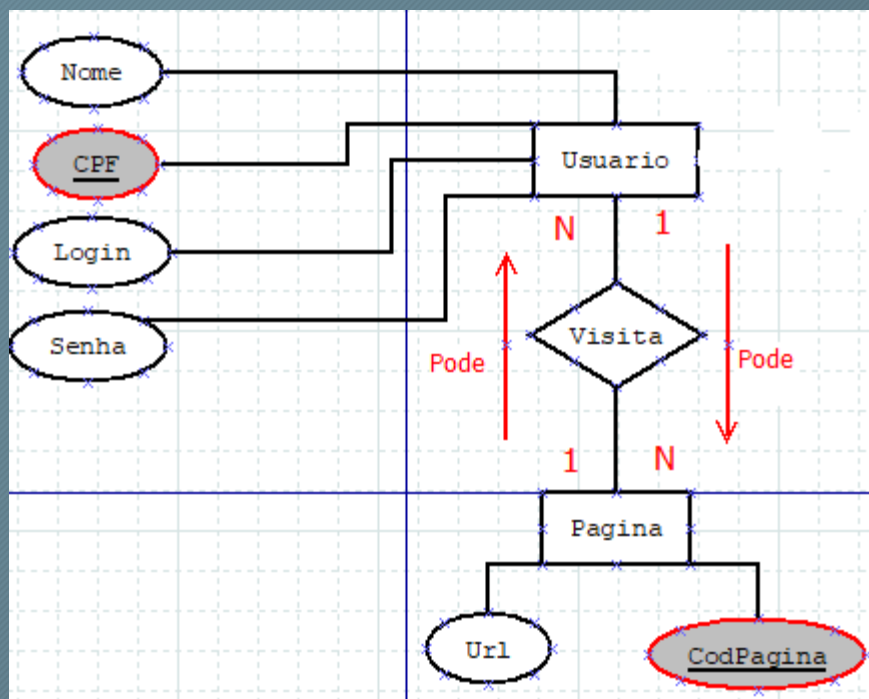 Nome
CPF
Usuario
Login
N 1
Senha
Visita
Pode
Pode
1 N
Pagina
Url
CodPagina